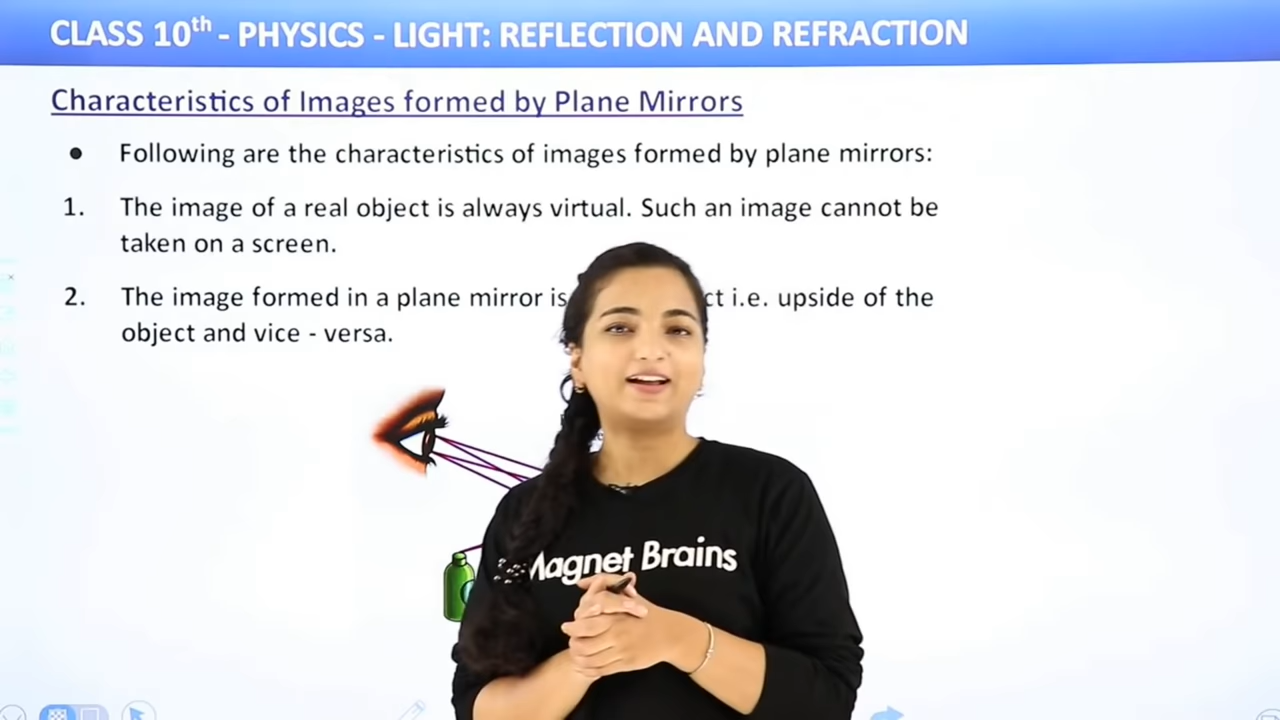 CLASS 10th - PHYSICS - LIGHT: REFLECTION AND REFRACTION
Characteristics of Images formed by Plane Mirrors
• Following are the characteristics of images formed by plane mirrors:
1. The image of a real object is always virtual. Such an image cannot be
taken on a screen.
2. The image formed in a plane mirror is ct i.e. upside of the
object and vice - versa.
Magnet Brains